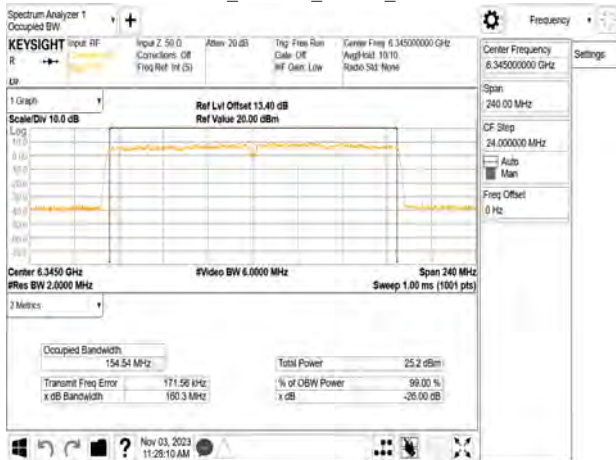 Spectrum Analyzer 1
Occupied BW
Frequency
KEYSIGHT
Input: RF
Input Z: 50 Ω
Atten: 20 dB
Trig: Free Run
Center Freq: 6.345000000 GHz
R
Corrections: Off
Gate: Off
Avg|Hold: 10/10
Freq Ref: Int (S)
#IF Gain: Low
Radio Std: None
Center Frequency
6.345000000 GHz
Settings
Span
240.00 MHz
CF Step
24.000000 MHz
Auto
Man
Freq Offset
0 Hz
1 Graph
Ref Lvl Offset 13.40 dB
Scale/Div 10.0 dB
Ref Value 20.00 dBm
Log
10.0
0.00
Center 6.3450 GHz
#Video BW 6.0000 MHz
Span 240 MHz
#Res BW 2.0000 MHz
Sweep 1.00 ms (1001 pts)
2 Metrics
Occupied Bandwidth
154.54 MHz
Total Power
25.2 dBm
Transmit Freq Error
171.56 kHz
% of OBW Power
99.00 %
x dB Bandwidth
160.3 MHz
x dB
-26.00 dB
?
Nov 03, 2023
11:28:10 AM